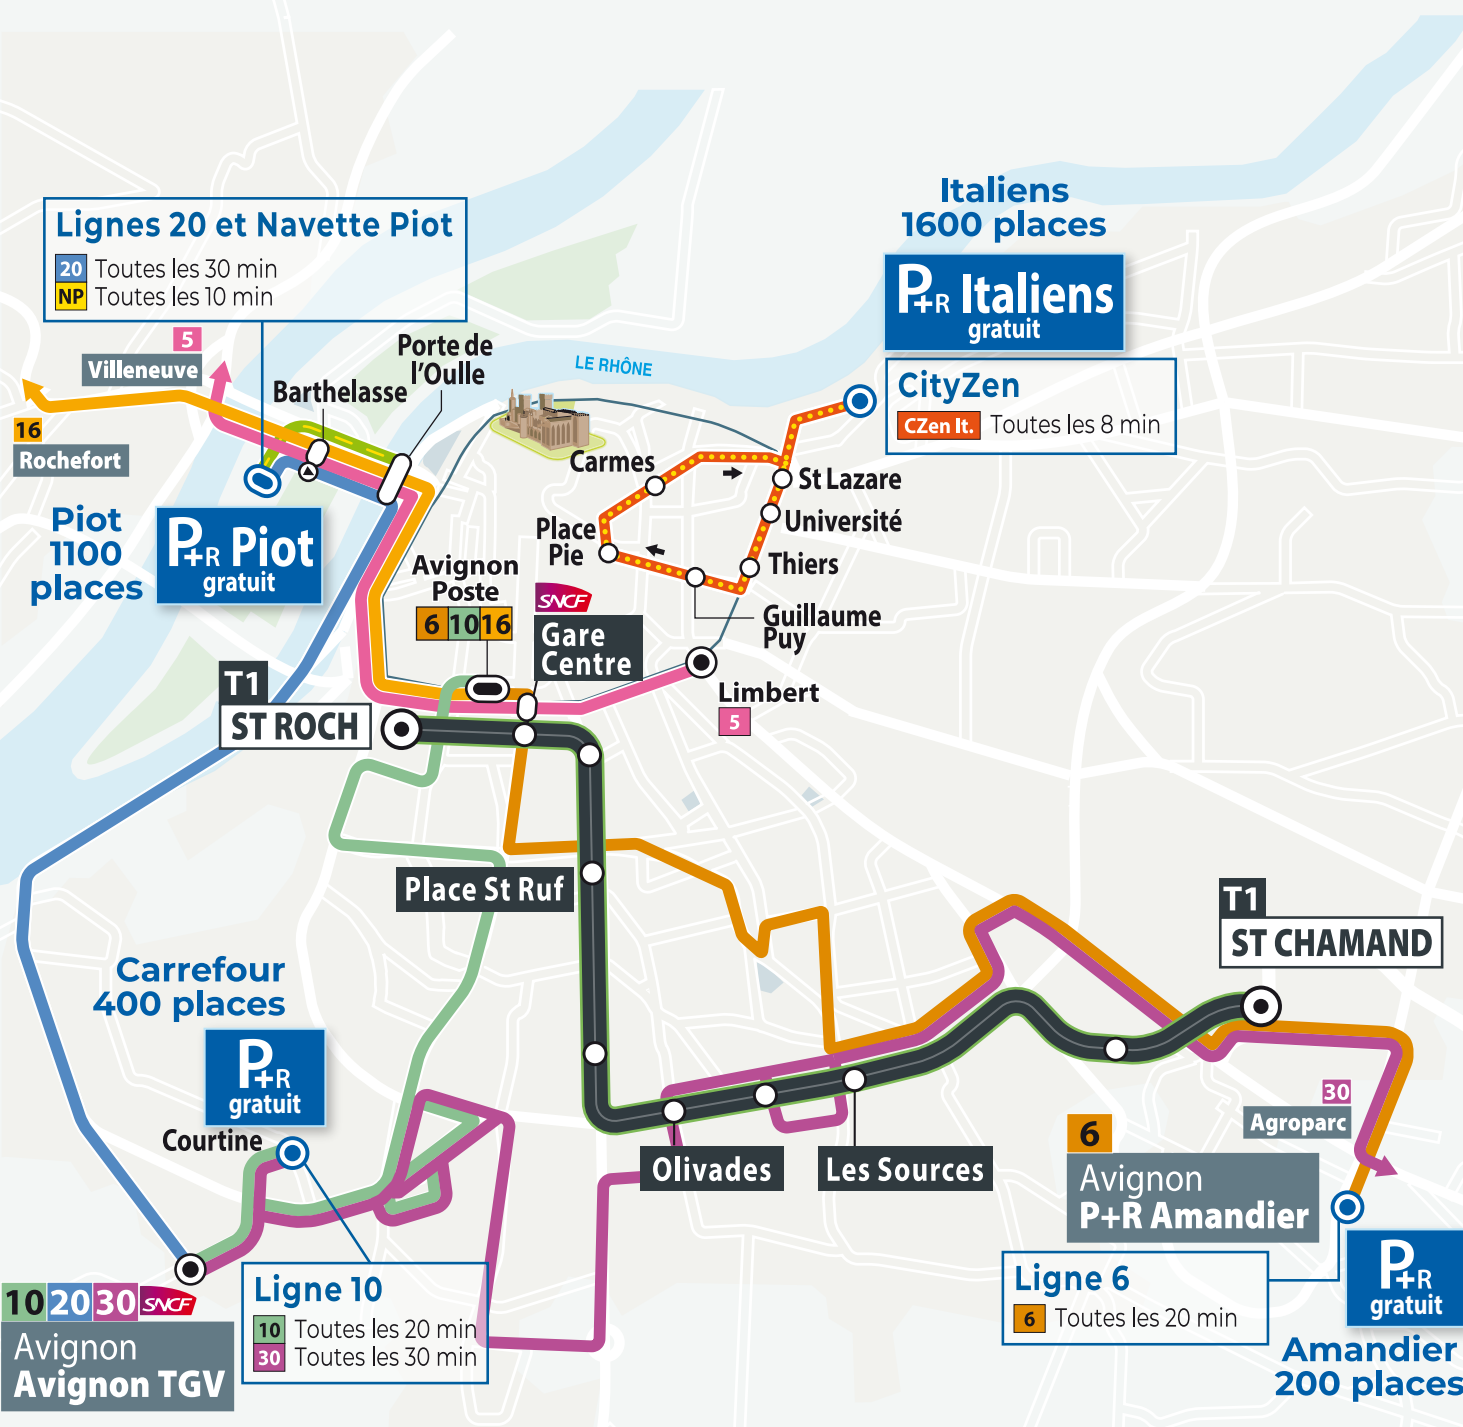 Italiens
1600 places
P+R Italiens
gratuit
CityZen
CZen It. Toutes les 8 min
Lignes 20 et Navette Piot
20 Toutes les 30 min
NP Toutes les 10 min
5
Villeneuve
Barthelasse
Porte de
l'Oulle
LE RHÔNE
16
Rochefort
Piot
1100
places
P+R Piot
gratuit
Carmes
St Lazare
Université
Place
Pie
Thiers
Guillaume
Puy
Avignon
Poste
6 10 16
SNCF
Gare
Centre
Limbert
5
T1
ST ROCH
Place St Ruf
T1
ST CHAMAND
Carrefour
400 places
P+R
gratuit
Courtine
Olivades
Les Sources
30
Agroparc
6
Avignon
P+R Amandier
Ligne 6
6 Toutes les 20 min
P+R
gratuit
Amandier
200 places
Ligne 10
10 Toutes les 20 min
30 Toutes les 30 min
10 20 30 SNCF
Avignon
Avignon TGV